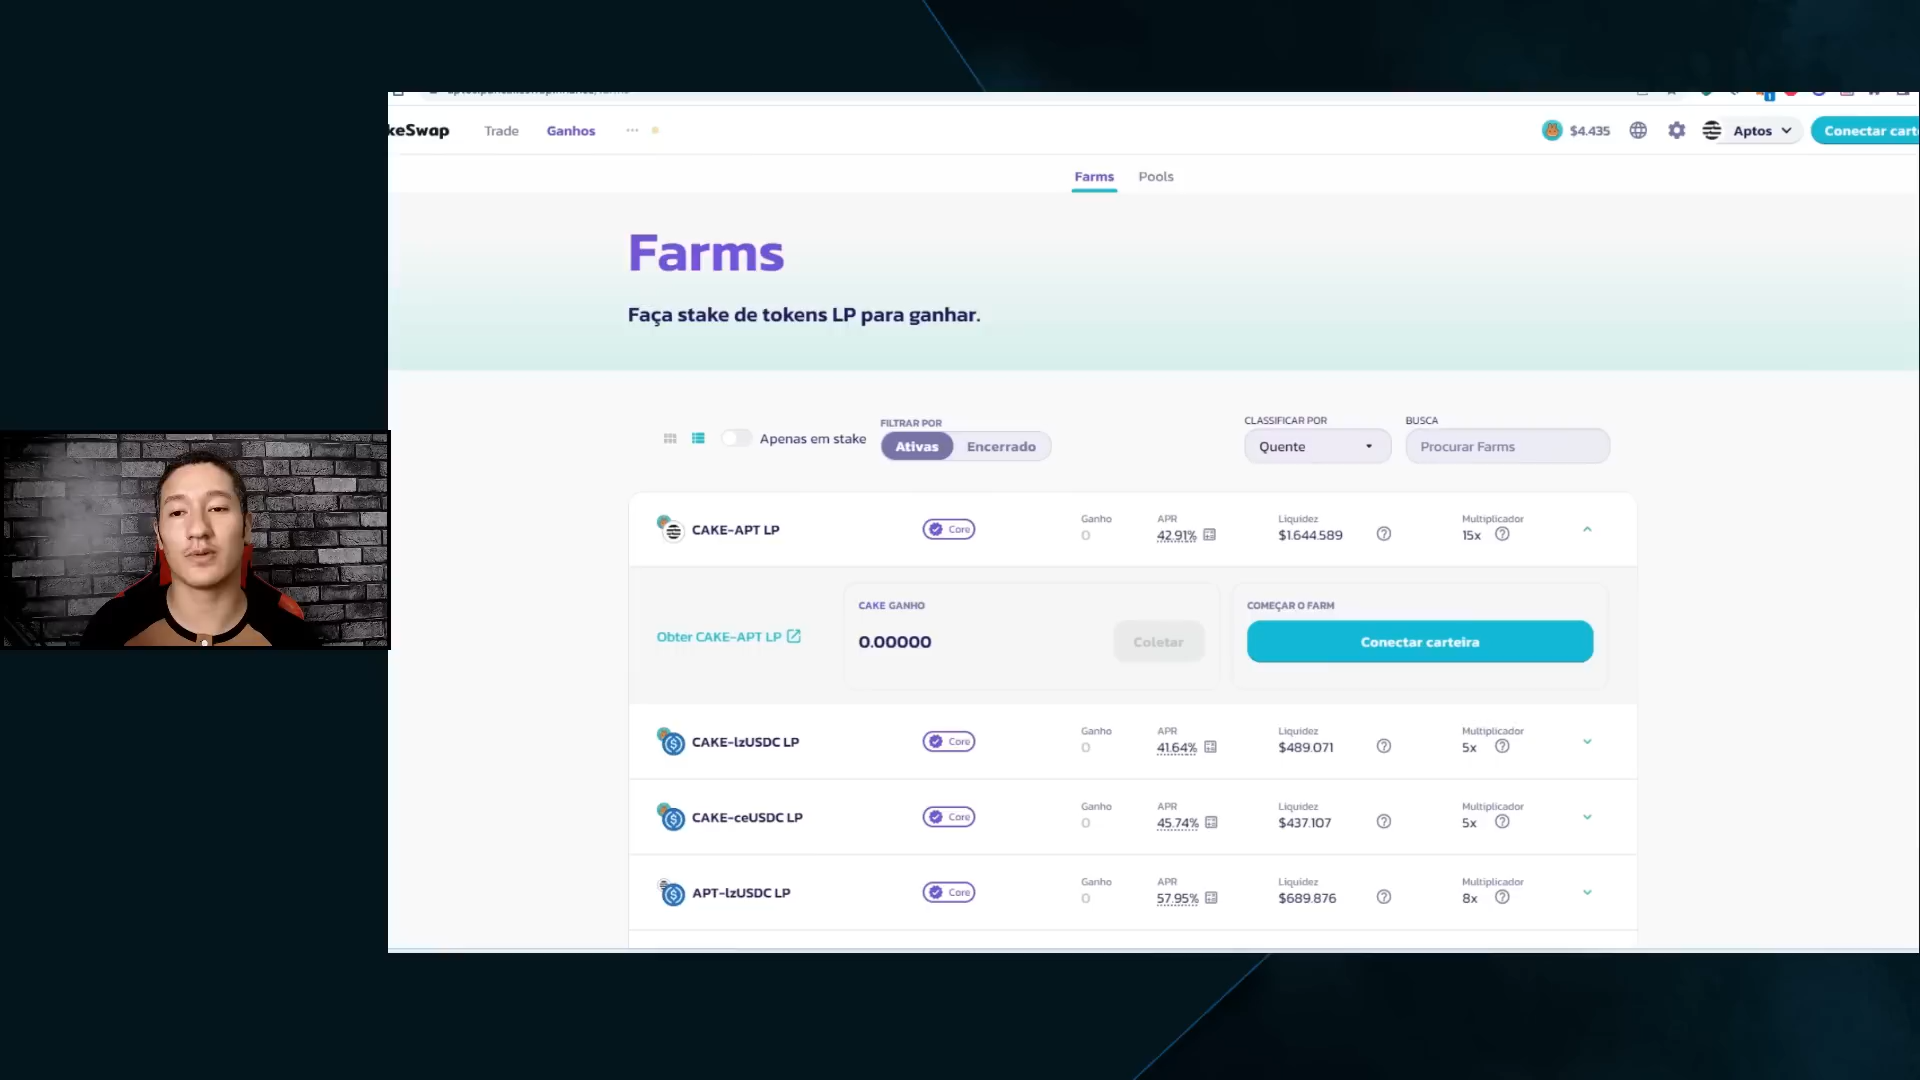 keSwap
Trade
Ganhos
$4.435
Aptos
Conectar cart
Farms
Pools
Farms
Faça stake de tokens LP para ganhar.
Apenas em stake
FILTRAR POR
Ativas
Encerrado
CLASSIFICAR POR
Quente
BUSCA
Procurar Farms
CAKE-APT LP
Core
Ganho
0
APR
42.91%
Liquidez
$1.644.589
Multiplicador
15x
Obter CAKE-APT LP
CAKE GANHO
0.00000
Coletar
COMEÇAR O FARM
Conectar carteira
CAKE-lzUSDC LP
Core
Ganho
0
APR
41.64%
Liquidez
$489.071
Multiplicador
5x
CAKE-ceUSDC LP
Core
Ganho
0
APR
45.74%
Liquidez
$437.107
Multiplicador
5x
APT-lzUSDC LP
Core
Ganho
0
APR
57.95%
Liquidez
$689.876
Multiplicador
8x